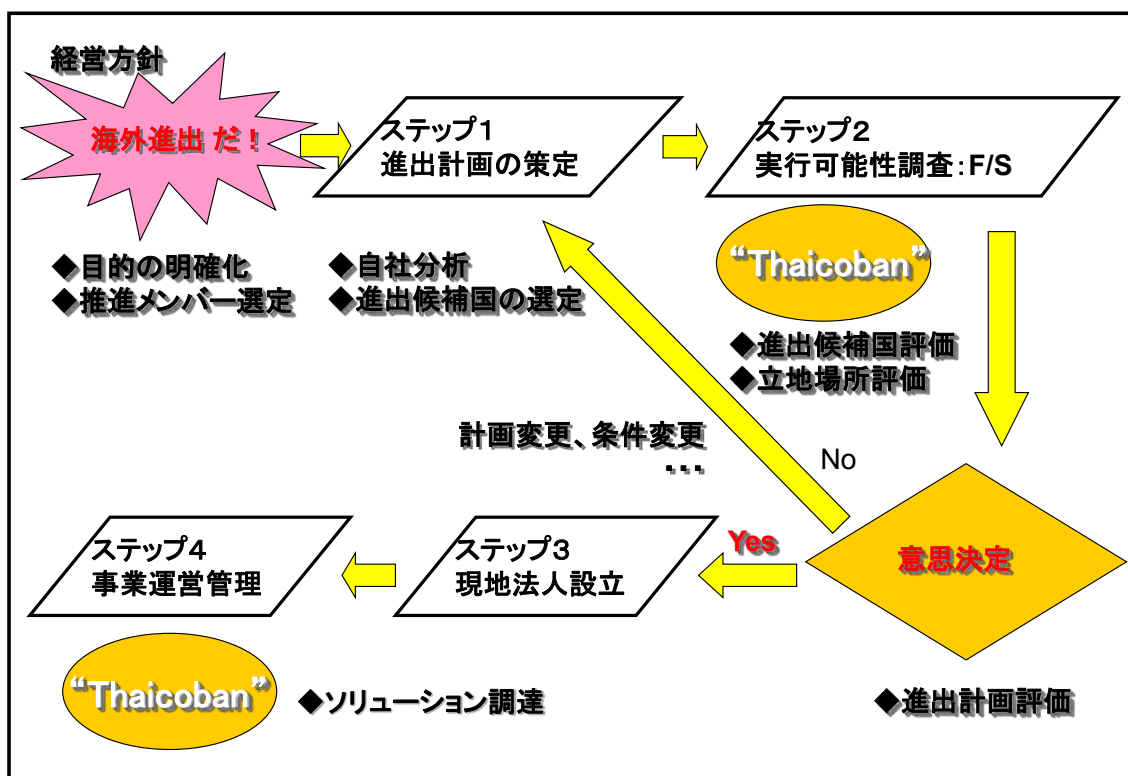 経営方針
海外進出 だ！
ステップ１
進出計画の策定
ステップ２
実行可能性調査：F/S
“Thaicoban”
◆目的の明確化
◆推進メンバー選定
◆自社分析
◆進出候補国の選定
◆進出候補国評価
◆立地場所評価
計画変更、条件変更
・・・
No
意思決定
Yes
ステップ３
現地法人設立
ステップ４
事業運営管理
“Thaicoban”
◆ソリューション調達
◆進出計画評価